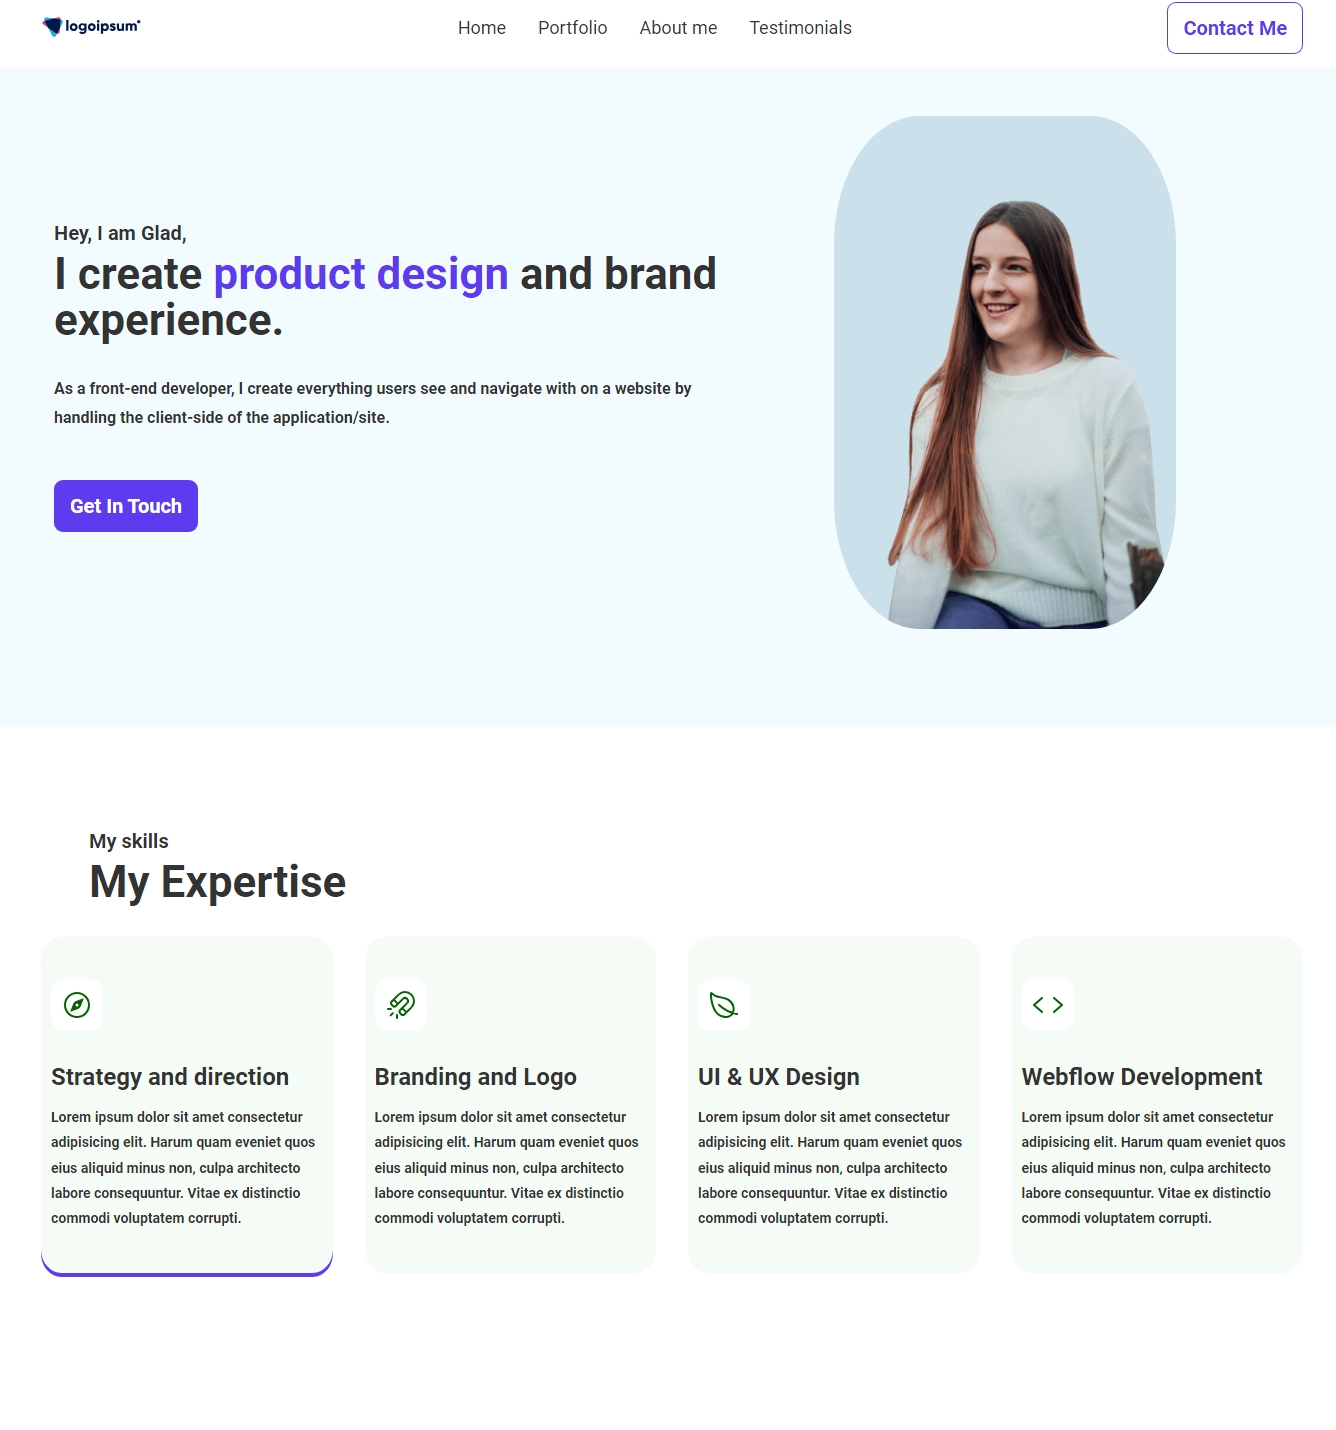 logoipsum
Home Portfolio About me Testimonials
Contact Me
Hey, I am Glad,
I create product design and brand
experience.
As a front-end developer, I create everything users see and navigate with on a website by
handling the client-side of the application/site.
Get In Touch
My skills
My Expertise
Strategy and direction
Lorem ipsum dolor sit amet consectetur
adipisicing elit. Harum quam eveniet quos
eius aliquid minus non, culpa architecto
labore consequuntur. Vitae ex distinctio
commodi voluptatem corrupti.
Branding and Logo
Lorem ipsum dolor sit amet consectetur
adipisicing elit. Harum quam eveniet quos
eius aliquid minus non, culpa architecto
labore consequuntur. Vitae ex distinctio
commodi voluptatem corrupti.
UI & UX Design
Lorem ipsum dolor sit amet consectetur
adipisicing elit. Harum quam eveniet quos
eius aliquid minus non, culpa architecto
labore consequuntur. Vitae ex distinctio
commodi voluptatem corrupti.
Webflow Development
Lorem ipsum dolor sit amet consectetur
adipisicing elit. Harum quam eveniet quos
eius aliquid minus non, culpa architecto
labore consequuntur. Vitae ex distinctio
commodi voluptatem corrupti.